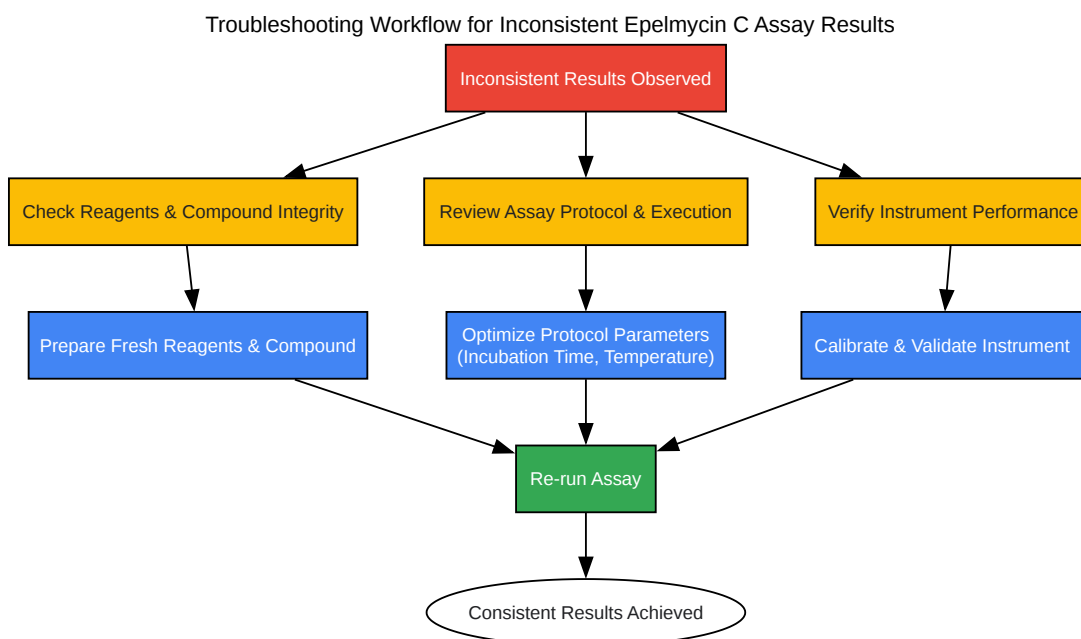 Troubleshooting Workflow for Inconsistent Epelmycin C Assay Results
Inconsistent Results Observed
Check Reagents & Compound Integrity
Review Assay Protocol & Execution
Verify Instrument Performance
Prepare Fresh Reagents & Compound
Optimize Protocol Parameters
(Incubation Time, Temperature)
Calibrate & Validate Instrument
Re-run Assay
Consistent Results Achieved